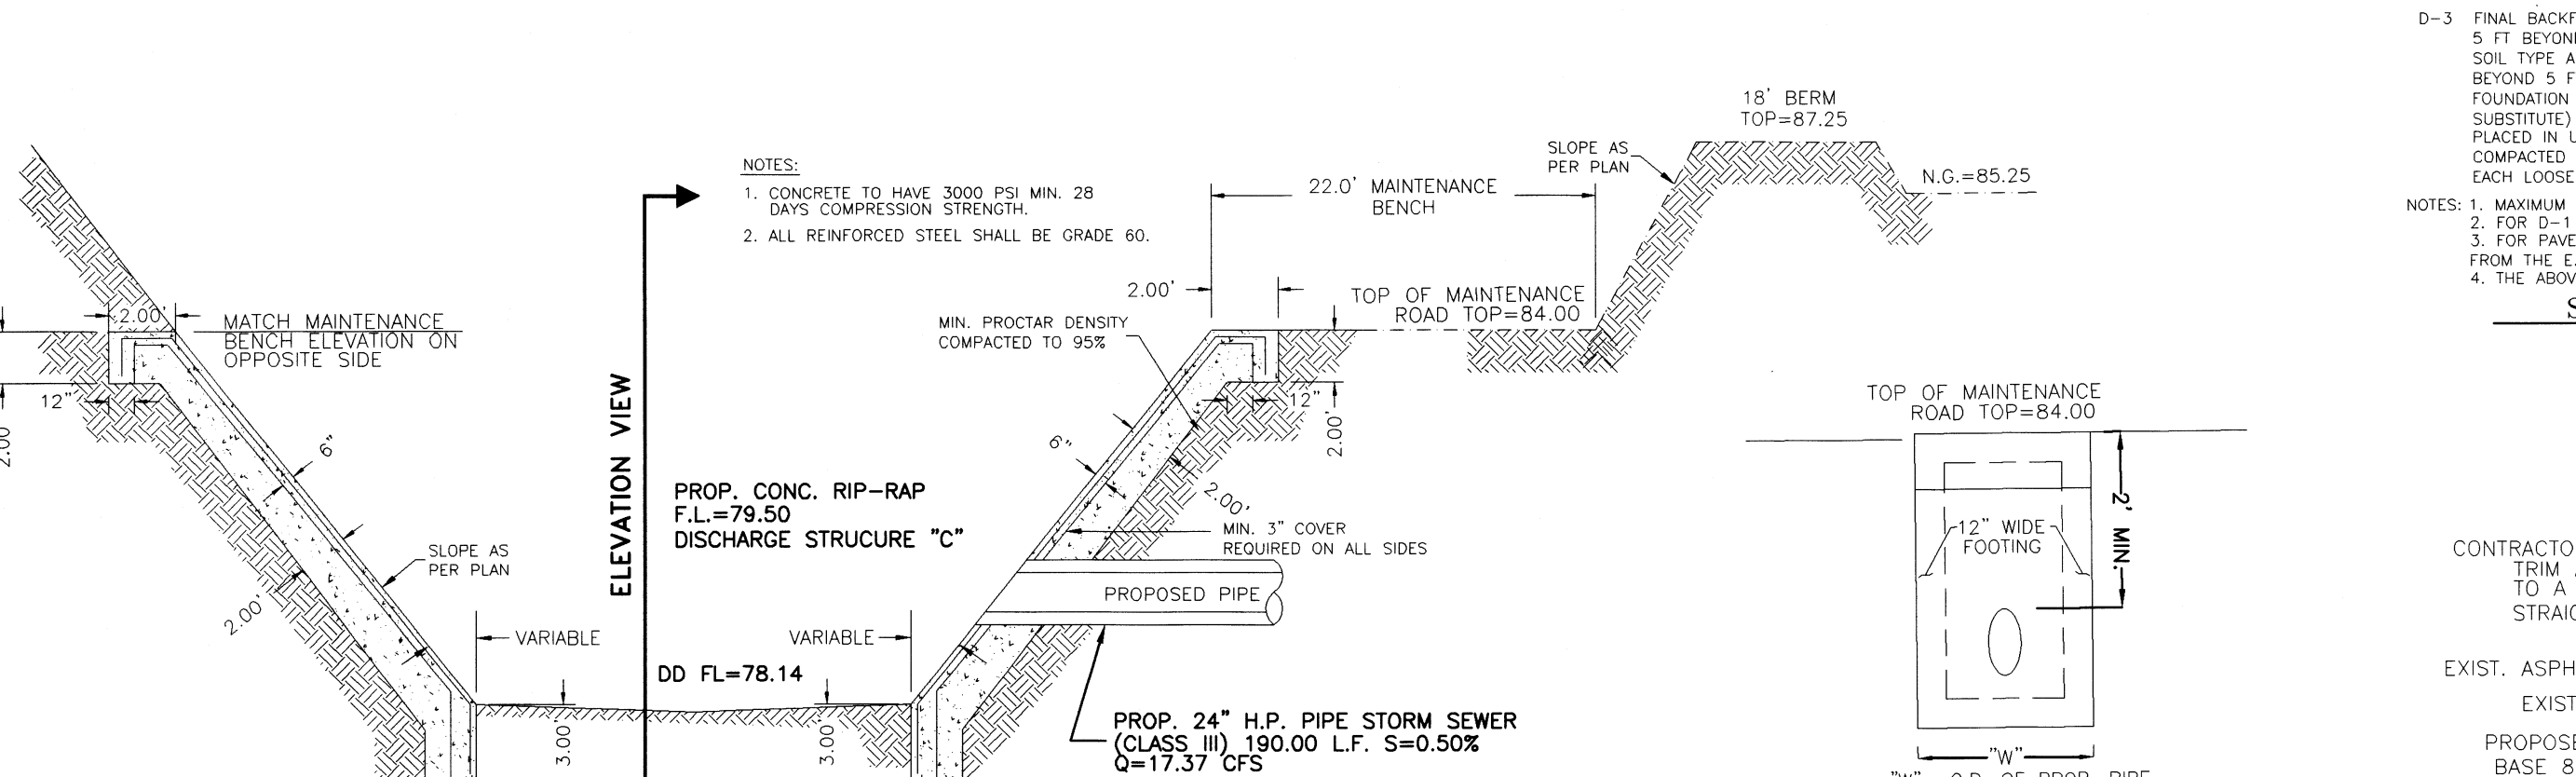 NOTES:
1. CONCRETE TO HAVE 3000 PSI MIN. 28
DAYS COMPRESSION STRENGTH.
2. ALL REINFORCED STEEL SHALL BE GRADE 60.
2.00'
MATCH MAINTENANCE
BENCH ELEVATION ON
OPPOSITE SIDE
12"
2.00
6"
2.00'
SLOPE AS
PER PLAN
ELEVATION VIEW
PROP. CONC. RIP-RAP
F.L.=79.50
DISCHARGE STRUCURE "C"
VARIABLE
VARIABLE
DD FL=78.14
3.00'
3.00'
22.0' MAINTENANCE
BENCH
2.00'
TOP OF MAINTENANCE
ROAD TOP=84.00
MIN. PROCTAR DENSITY
COMPACTED TO 95%
12"
2.00'
6"
2.00'
MIN. 3" COVER
REQUIRED ON ALL SIDES
PROPOSED PIPE
PROP. 24" H.P. PIPE STORM SEWER
(CLASS III) 190.00 L.F. S=0.50%
Q=17.37 CFS
SLOPE AS
PER PLAN
18' BERM
TOP=87.25
N.G.=85.25
TOP OF MAINTENANCE
ROAD TOP=84.00
2' MIN.
12" WIDE
FOOTING
"W"
"W" O.D. OF PROP. PIPE
D-3 FINAL BACKF
5 FT BEYON
SOIL TYPE A
BEYOND 5 F
FOUNDATION
SUBSTITUTE)
PLACED IN U
COMPACTED
EACH LOOSE
NOTES: 1. MAXIMUM
2. FOR D-1
3. FOR PAVE
FROM THE E.
4. THE ABOV
S
CONTRACTO
TRIM
TO A
STRAIG
EXIST. ASPH
EXIST
PROPOSE
BASE 8